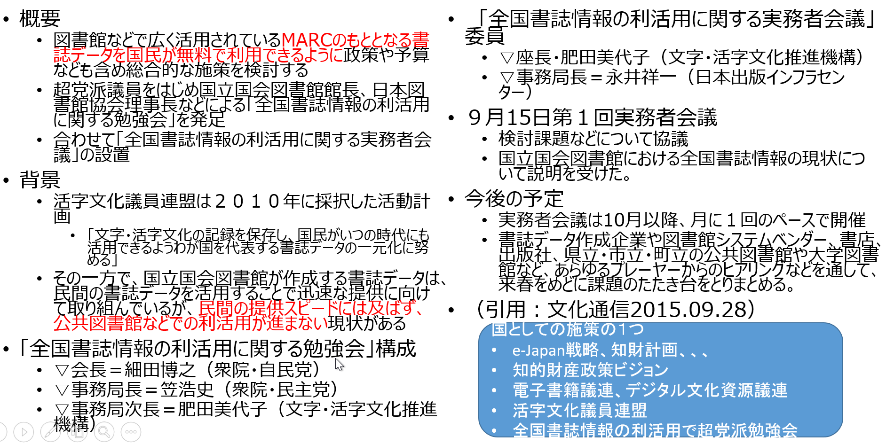 • 概要
• 図書館などで広く活用されているMARCのもととなる書
誌データを国民が無料で利用できるように政策や予算
なども含め総合的な施策を検討する
• 超党派議員をはじめ国立国会図書館館長、日本図
書館協会理事長などによる「全国書誌情報の利活用
に関する勉強会」を発足
• 合わせて「全国書誌情報の利活用に関する実務者会
議」の設置
• 背景
• 活字文化議員連盟は２０１０年に採択した活動計
画
• 「文字・活字文化の記録を保存し、国民がいつの時代にも
活用できるようわが国を代表する書誌データの一元化に努
める」
• その一方で、国立国会図書館が作成する書誌データは、
民間の書誌データを活用することで迅速な提供に向け
て取り組んでいるが、民間の提供スピードには及ばず、
公共図書館などでの利活用が進まない現状がある
• 「全国書誌情報の利活用に関する勉強会」構成
• ▽会長＝細田博之（衆院・自民党）
• ▽事務局長＝笠浩史（衆院・民主党）
• ▽事務局次長＝肥田美代子（文字・活字文化推進
機構）
• 「全国書誌情報の利活用に関する実務者会議」
委員
• ▽座長・肥田美代子（文字・活字文化推進機構）
• ▽事務局長＝永井祥一（日本出版インフラセン
ター）
• ９月15日第１回実務者会議
• 検討課題などについて協議
• 国立国会図書館における全国書誌情報の現状につ
いて説明を受けた。
• 今後の予定
• 実務者会議は10月以降、月に１回のペースで開催
• 書誌データ作成企業や図書館システムベンダー、書店、
出版社、県立・市立・町立の公共図書館や大学図書
館など、あらゆるプレーヤーからのヒアリングなどを通して、
来春をめどに課題のたたき台をとりまとめる。
• （引用：文化通信2015.09.28）
国としての施策の１つ
• e-Japan戦略、知財計画、、、
• 知的財産政策ビジョン
• 電子書籍議連、デジタル文化資源議連
• 活字文化議員連盟
• 全国書誌情報の利活用で超党派勉強会